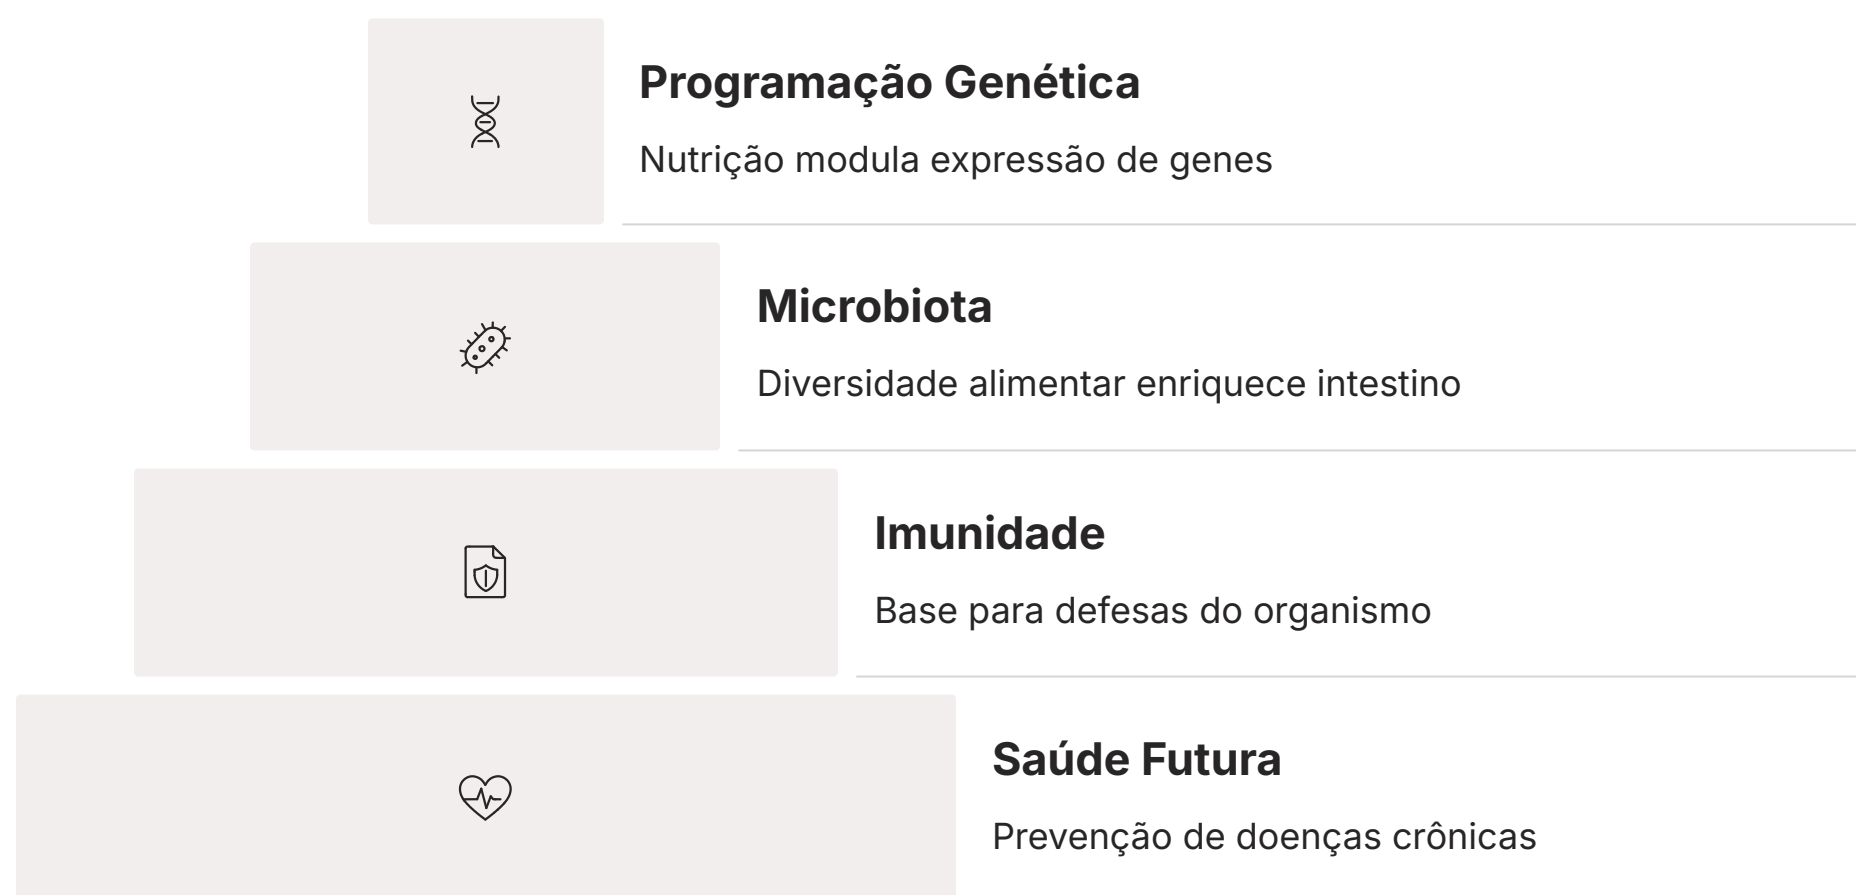 Programação Genética
Nutrição modula expressão de genes
Microbiota
Diversidade alimentar enriquece intestino
Imunidade
Base para defesas do organismo
Saúde Futura
Prevenção de doenças crônicas